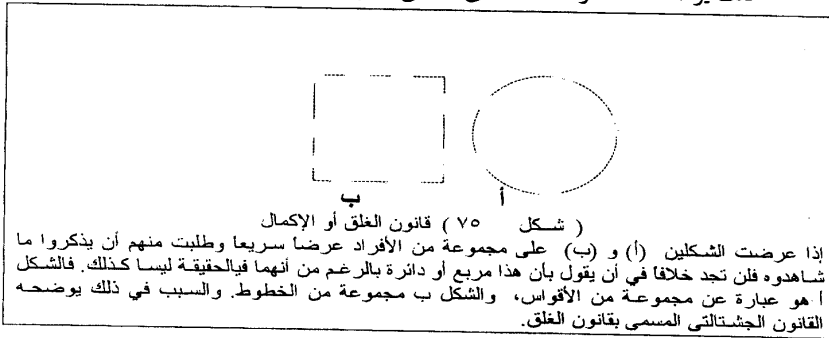 ب
أ
( شكل ٧٥ ) قانون الغلق أو الإكمال
إذا عرضت الشكلين (أ) و (ب) على مجموعة من الأفراد عرضا سريعا وطلبت منهم أن يذكروا ما
شاهدوه فلن تجد خلافا في أن يقول بأن هذا مربع أو دائرة بالرغم من أنهما فيالحقيقة ليسا كذلك. فالشكل
أ هو عبارة عن مجموعة من الأقواس، والشكل ب مجموعة من الخطوط. والسبب في ذلك يوضحه
القانون الجشتالتى المسمى بقانون الغلق.